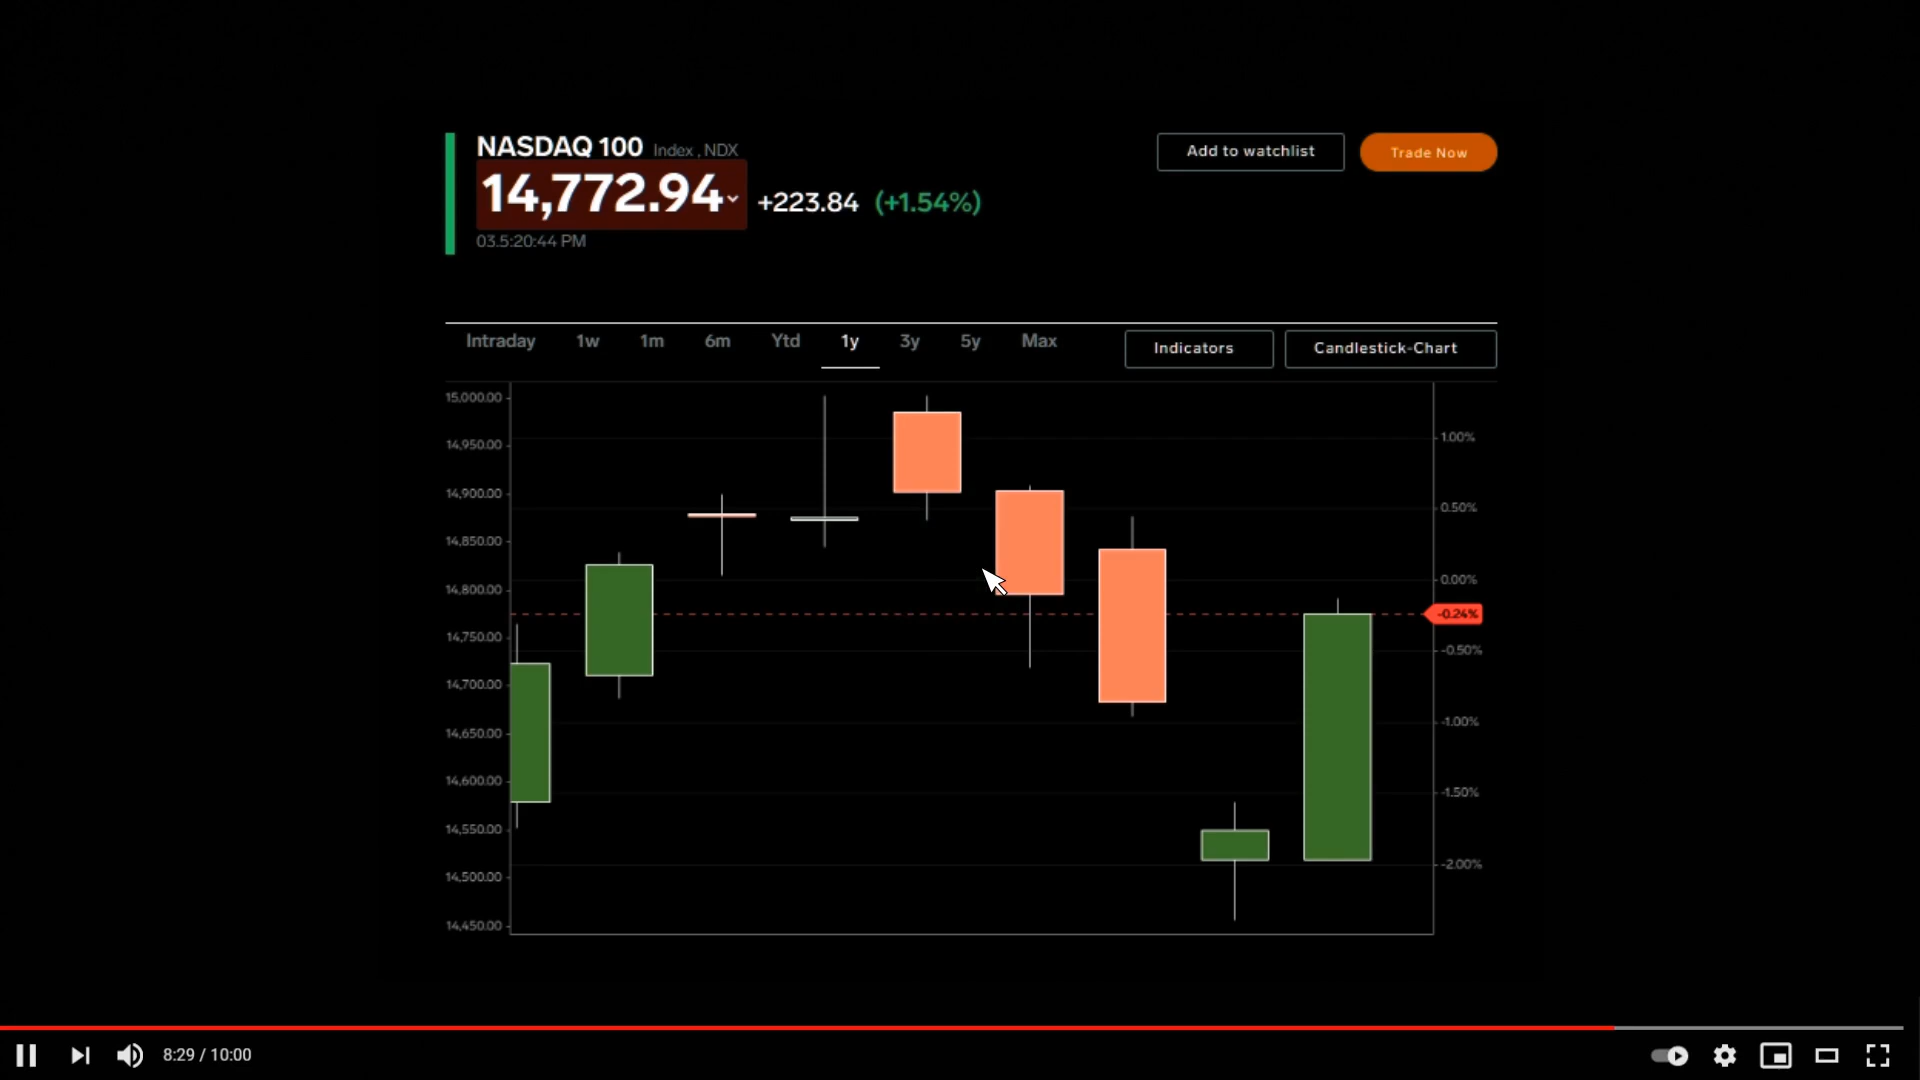 NASDAQ 100 Index , NDX
Add to watchlist
Trade Now
14,772.94 +223.84 (+1.54%)
03.5:20:44 PM
Intraday 1w 1m 6m Ytd 1y 3y 5y Max
Indicators
Candlestick-Chart
15,000.00
14,950.00
14,900.00
14,850.00
14,800.00
14,750.00
14,700.00
14,650.00
14,600.00
14,550.00
14,500.00
14,450.00
1.00%
0.50%
0.00%
-0.24%
-0.50%
-1.00%
-1.50%
-2.00%
8:29 / 10:00